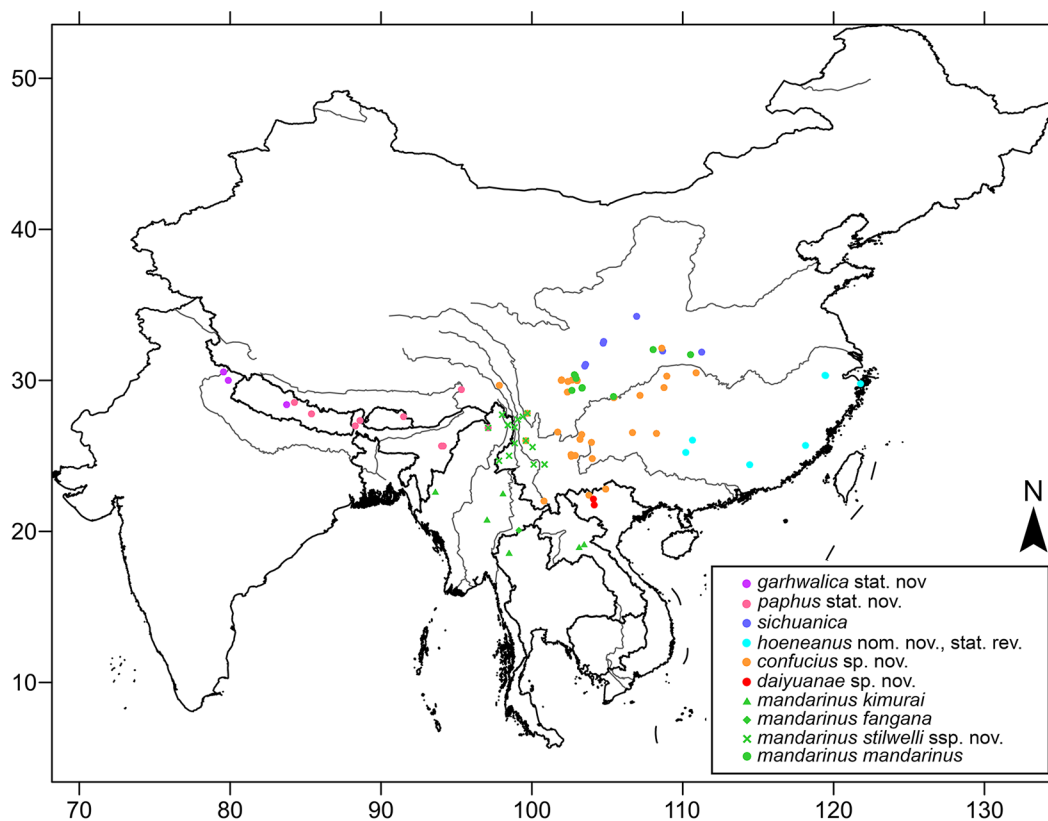 50
40
30
20
10
N
garhwalica stat. nov
paphus stat. nov.
sichuanica
hoeneanus nom. nov., stat. rev.
confucius sp. nov.
daiyuanae sp. nov.
mandarinus kimurai
mandarinus fangana
mandarinus stilwelli ssp. nov.
mandarinus mandarinus
70 80 90 100 110 120 130